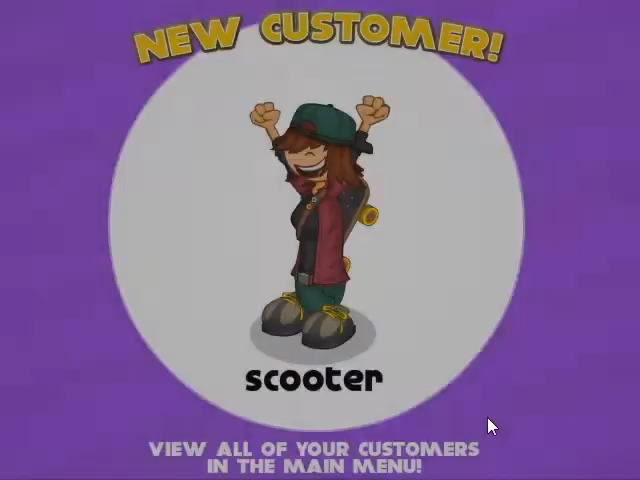 NEW CUSTOMER!
scooter
VIEW ALL OF YOUR CUSTOMERS
IN THE MAIN MENU!